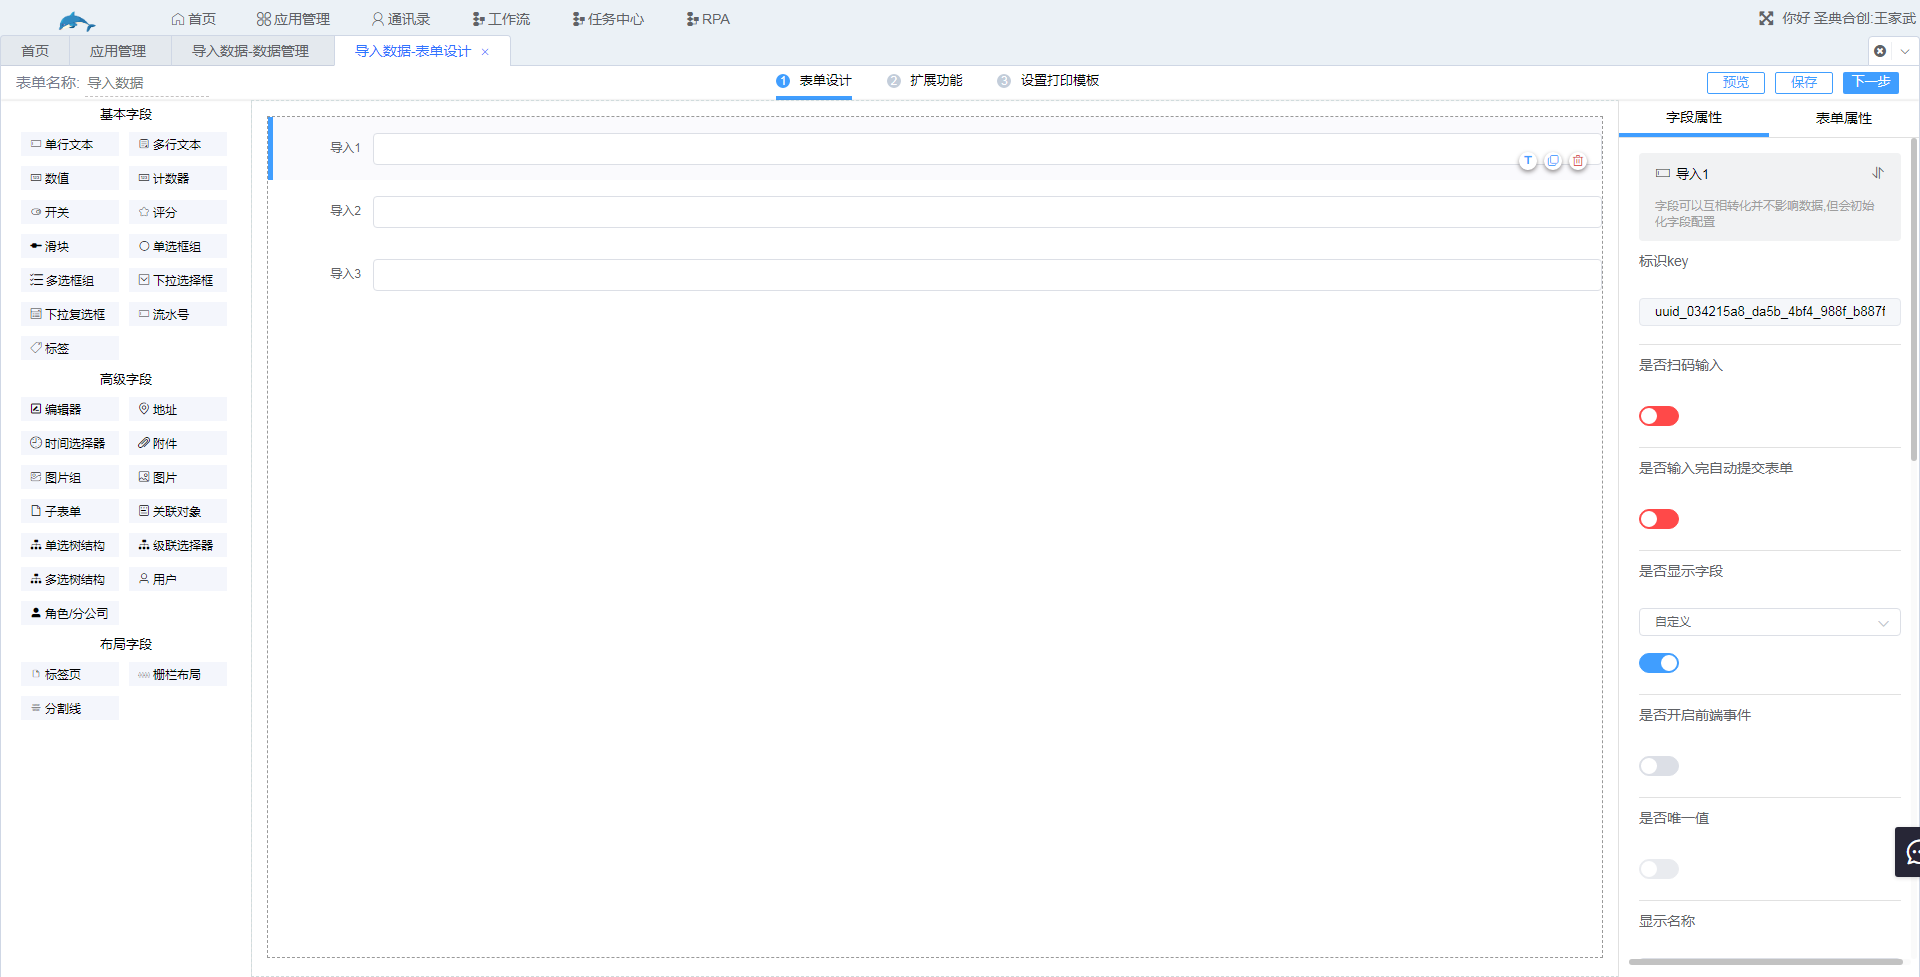 首页 应用管理 通讯录 工作流 任务中心 RPA 你好 圣典合创:王家武
首页 应用管理 导入数据-数据管理 导入数据-表单设计 ×
表单名称: 导入数据 1 表单设计 2 扩展功能 3 设置打印模板 预览 保存 下一步
基本字段
单行文本 多行文本
数值 计数器
开关 评分
滑块 单选框组
多选框组 下拉选择框
下拉复选框 流水号
标签
高级字段
编辑器 地址
时间选择器 附件
图片组 图片
子表单 关联对象
单选树结构 级联选择器
多选树结构 用户
角色/分公司
布局字段
标签页 栅栏布局
分割线
导入1
T
导入2
导入3
字段属性 表单属性
导入1
字段可以互相转化并不影响数据,但会初始
化字段配置
标识key
uuid_034215a8_da5b_4bf4_988f_b887f
是否扫码输入
是否输入完自动提交表单
是否显示字段
自定义
是否开启前端事件
是否唯一值
显示名称